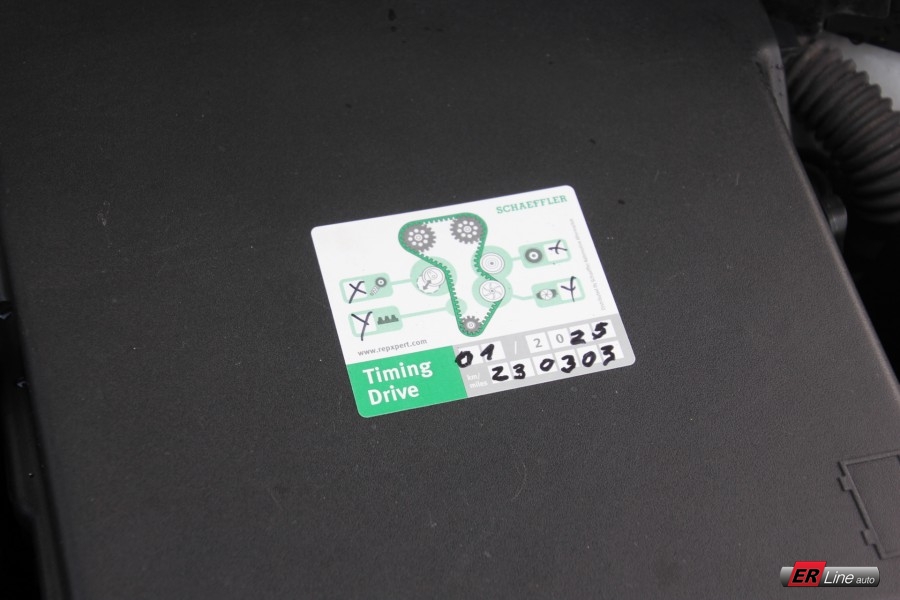 SCHAEFFLER
X
X
X
Y
www.repxpert.com
Timing
Drive
01 / 2025
km/
miles
230303
ER Line auto